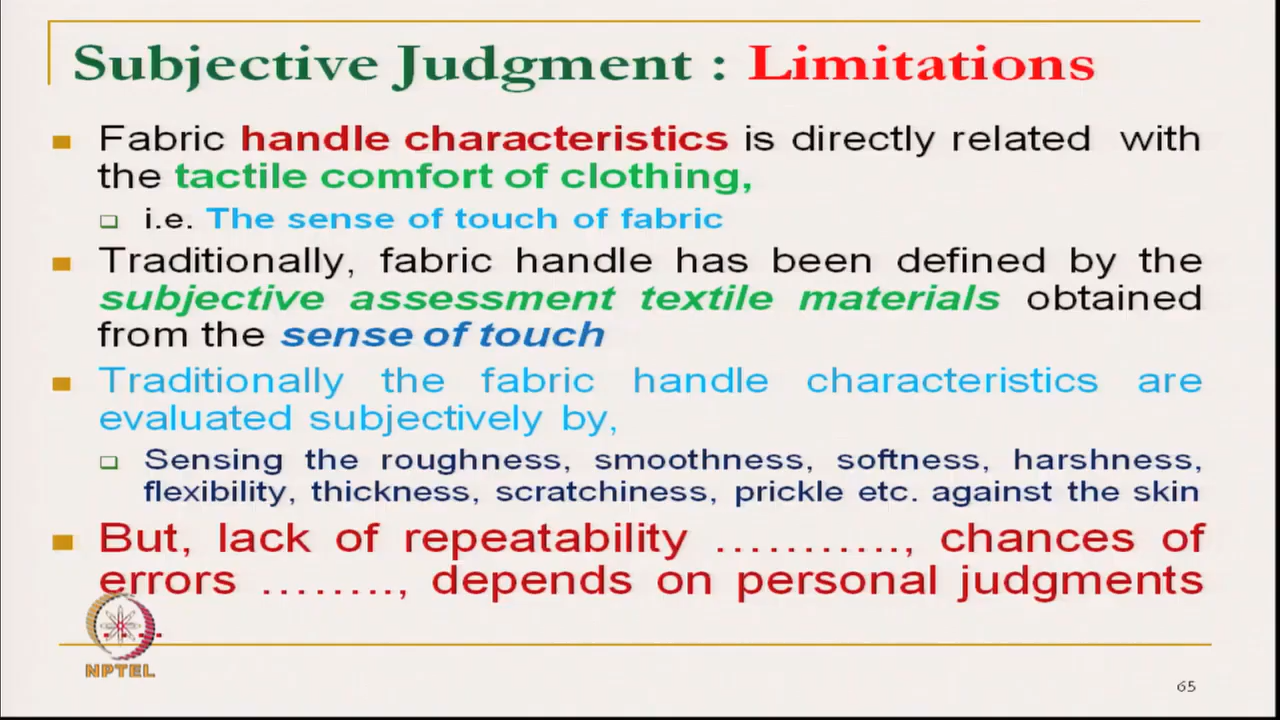 Subjective Judgment : Limitations
Fabric handle characteristics is directly related with
the tactile comfort of clothing,
i.e. The sense of touch of fabric
Traditionally, fabric handle has been defined by the
subjective assessment textile materials obtained
from the sense of touch
Traditionally the fabric handle characteristics are
evaluated subjectively by,
Sensing the roughness, smoothness, softness, harshness,
flexibility, thickness, scratchiness, prickle etc. against the skin
But, lack of repeatability …………, chances of
errors ………, depends on personal judgments
…..
NPTEL
65